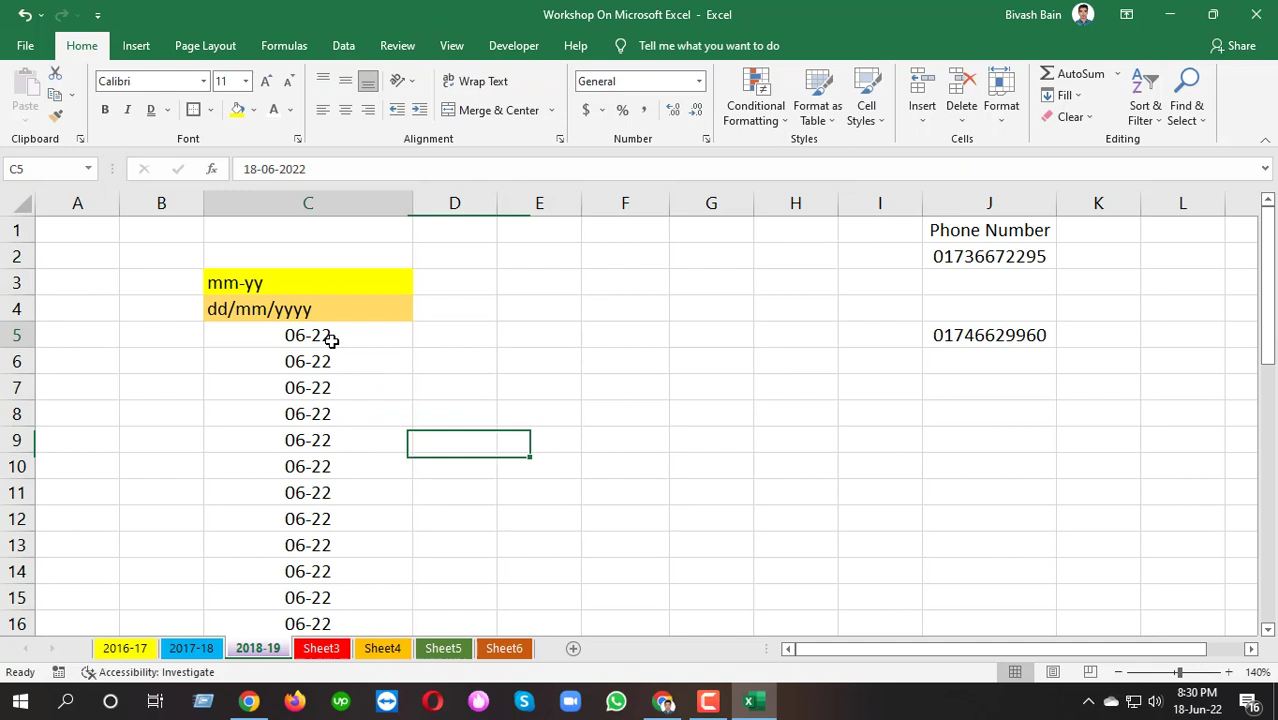 Workshop On Microsoft Excel - Excel
Bivash Bain
File Home Insert Page Layout Formulas Data Review View Developer Help Tell me what you want to do Share
Paste
Calibri 11
Wrap Text
General
Conditional Formatting
Format as Table
Cell Styles
Insert
Delete
Format
AutoSum
B I D A
Merge & Center
$ % ,
Fill
Sort & Filter
Find & Select
Clear
Clipboard Font Alignment Number Styles Cells Editing
C5 fx 18-06-2022
A B C D E F G H I J K L
1 Phone Number
2 01736672295
3 mm-yy
4 dd/mm/yyyy
5 06-22 01746629960
6 06-22
7 06-22
8 06-22
9 06-22
10 06-22
11 06-22
12 06-22
13 06-22
14 06-22
15 06-22
16 06-22
2016-17 2017-18 2018-19 Sheet3 Sheet4 Sheet5 Sheet6
Ready Accessibility: Investigate 140%
8:30 PM
18-Jun-22
16